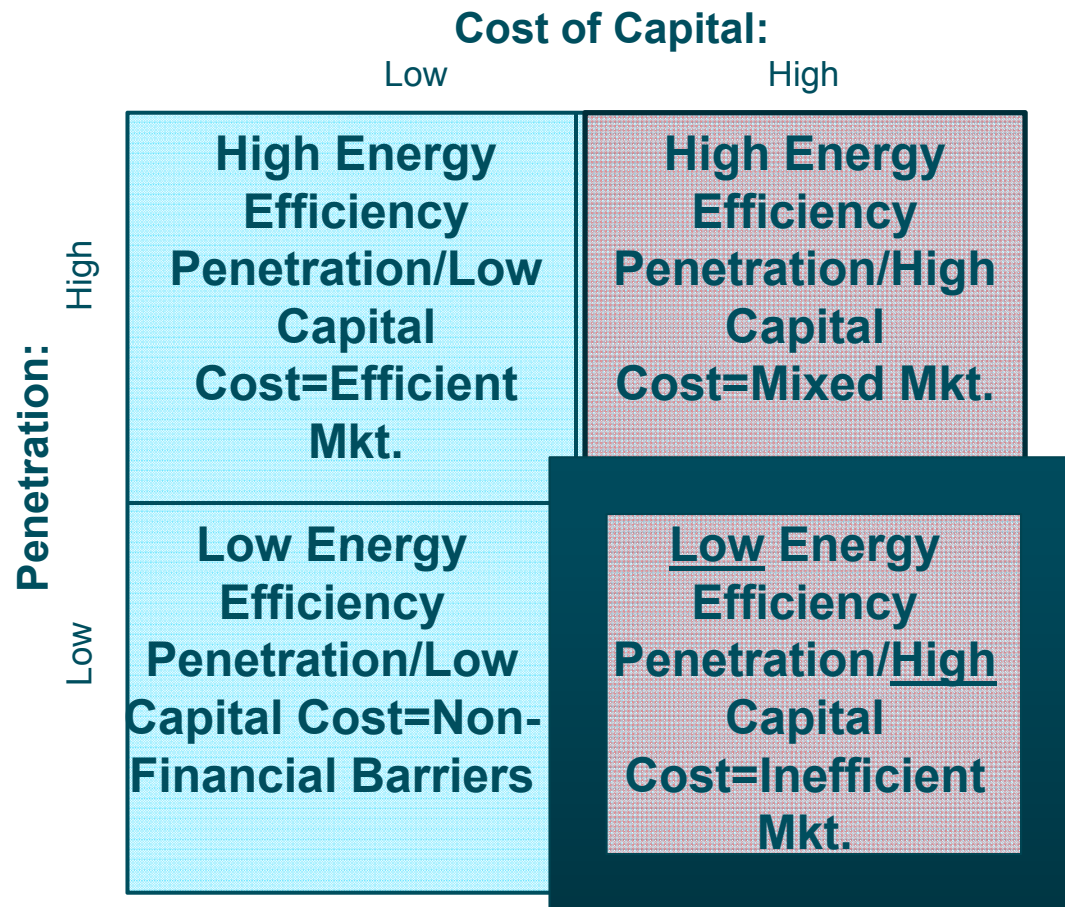 Cost of Capital:
Low
High
Penetration:
High
Low
High Energy
Efficiency
Penetration/Low
Capital
Cost=Efficient
Mkt.
High Energy
Efficiency
Penetration/High
Capital
Cost=Mixed Mkt.
Low Energy
Efficiency
Penetration/Low
Capital Cost=Non-
Financial Barriers
Low Energy
Efficiency
Penetration/High
Capital
Cost=Inefficient
Mkt.